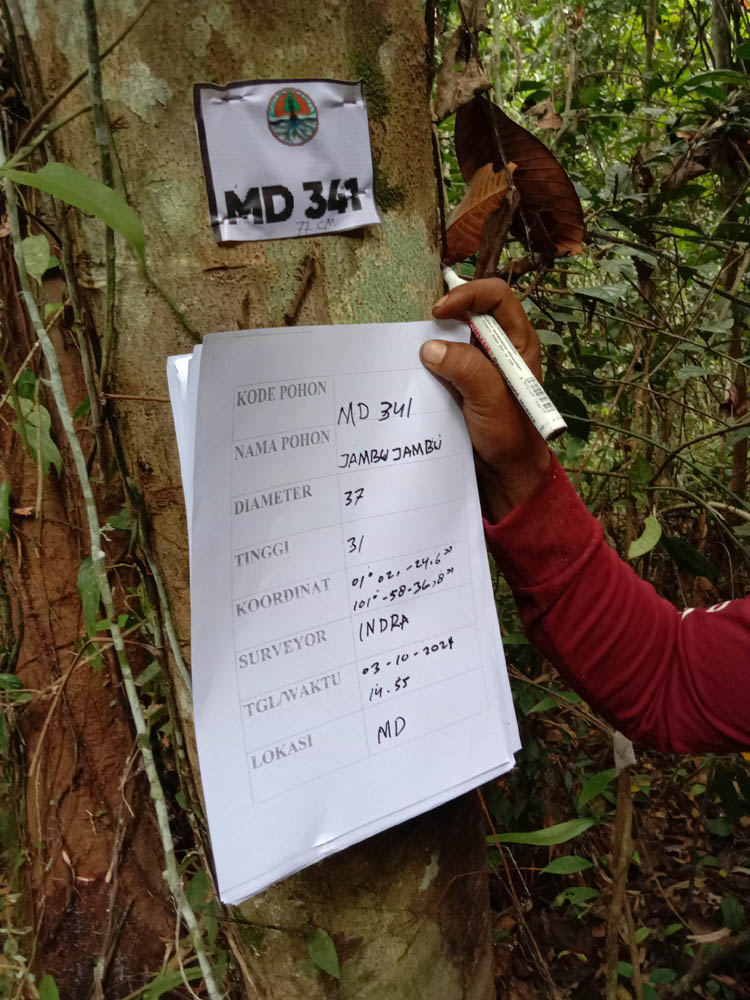 MD 341
77 CM
KODE POHON MD 341
NAMA POHON JAMBU JAMBU
DIAMETER 37
TINGGI 31
KOORDINAT 01° 02, -24,6"
101° -58-36,8"
SURVEYOR INDRA
TGL/WAKTU 03-10-2024
14.55
LOKASI MD